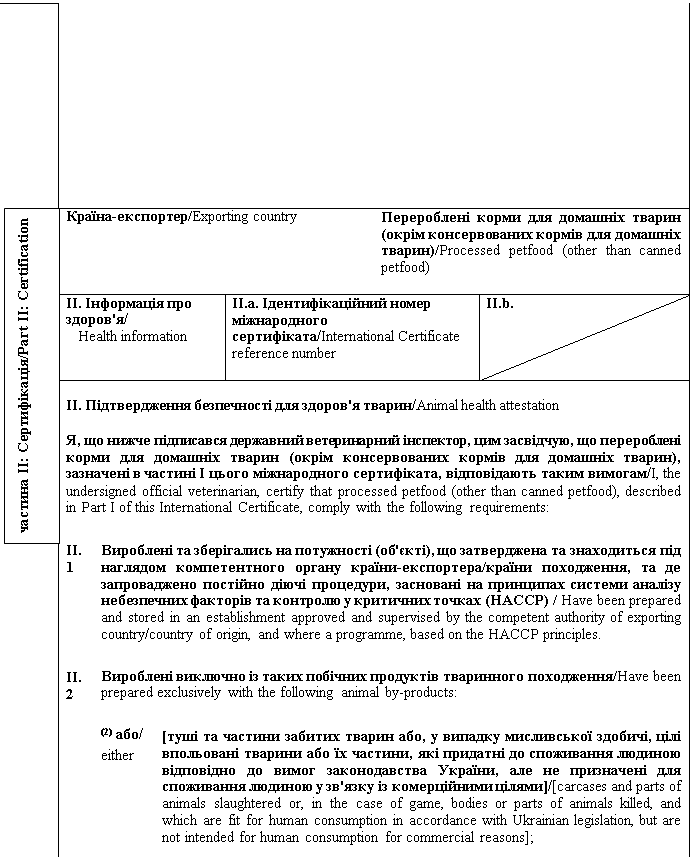 Країна-експортер/Exporting country
Перероблені корми для домашніх тварин
(окрім консервованих кормів для домашніх
тварин)/Processed petfood (other than canned
petfood)
частина II: Сертифікація/Part II: Certification
II. Інформація про
здоров'я/
Health information
II.a. Ідентифікаційний номер
міжнародного
сертифіката/International Certificate
reference number
II.b.
II. Підтвердження безпечності для здоров'я тварин/Animal health attestation
Я, що нижче підписався державний ветеринарний інспектор, цим засвідчую, що перероблені
корми для домашніх тварин (окрім консервованих кормів для домашніх тварин),
зазначені в частині I цього міжнародного сертифіката, відповідають таким вимогам/I, the
undersigned official veterinarian, certify that processed petfood (other than canned petfood), described
in Part I of this International Certificate, comply with the following requirements:
II. Вироблені та зберігались на потужності (об'єкті), що затверджена та знаходиться під
1 наглядом компетентного органу країни-експортера/країни походження, та де
запроваджено постійно діючі процедури, засновані на принципах системи аналізу
небезпечних факторів та контролю у критичних точках (НАССР) / Have been prepared
and stored in an establishment approved and supervised by the competent authority of exporting
country/country of origin, and where a programme, based on the HACCP principles.
II. Вироблені виключно із таких побічних продуктів тваринного походження/Have been
2 prepared exclusively with the following animal by-products:
(2) або/ [туші та частини забитих тварин або, у випадку мисливської здобичі, цілі
either впольовані тварини або їх частини, які придатні до споживання людиною
відповідно до вимог законодавства України, але не призначені для
споживання людиною у зв'язку із комерційними цілями]/[carcases and parts of
animals slaughtered or, in the case of game, bodies or parts of animals killed, and
which are fit for human consumption in accordance with Ukrainian legislation, but are
not intended for human consumption for commercial reasons];